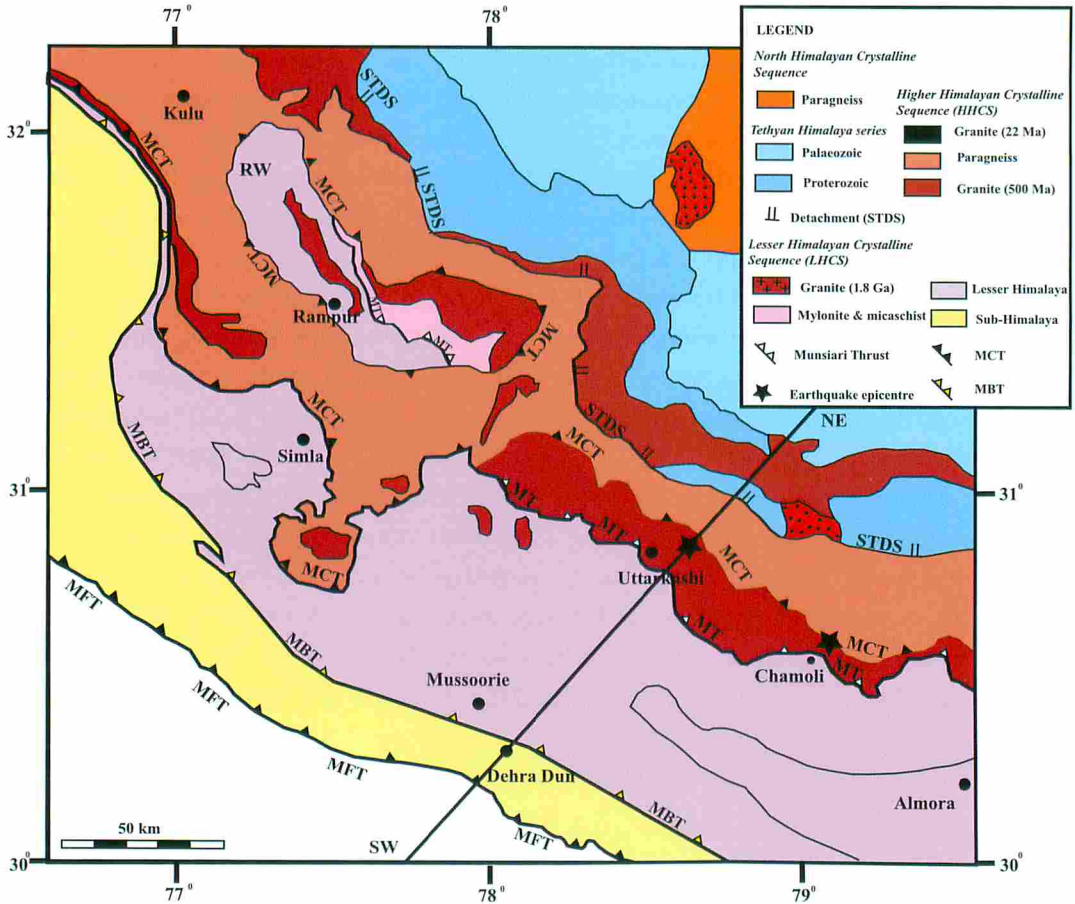 77°
78°
LEGEND
North Himalayan Crystalline
Sequence
Paragneiss
Higher Himalayan Crystalline
Sequence (HHCS)
Granite (22 Ma)
Tethyan Himalaya series
Palaeozoic
Paragneiss
Proterozoic
Granite (500 Ma)
Detachment (STDS)
Lesser Himalayan Crystalline
Sequence (LHCS)
Granite (1.8 Ga)
Lesser Himalaya
Mylonite & micaschist
Sub-Himalaya
Munsiari Thrust
MCT
Earthquake epicentre
MBT
32°
Kulu
STDS
MCT
RW
MCT
STDS
MCT
Rampur
MT
MT
MCT
MCT
Simla
MBT
STDS
MCT
NE
31°
31°
MT
MT
STDS
MCT
Uttarkashi
MCT
MFT
MT
MCT
MT
MBT
Chamoli
Mussoorie
MFT
MFT
Dehra Dun
Almora
MBT
50 km
MFT
SW
30°
30°
77°
78°
79°